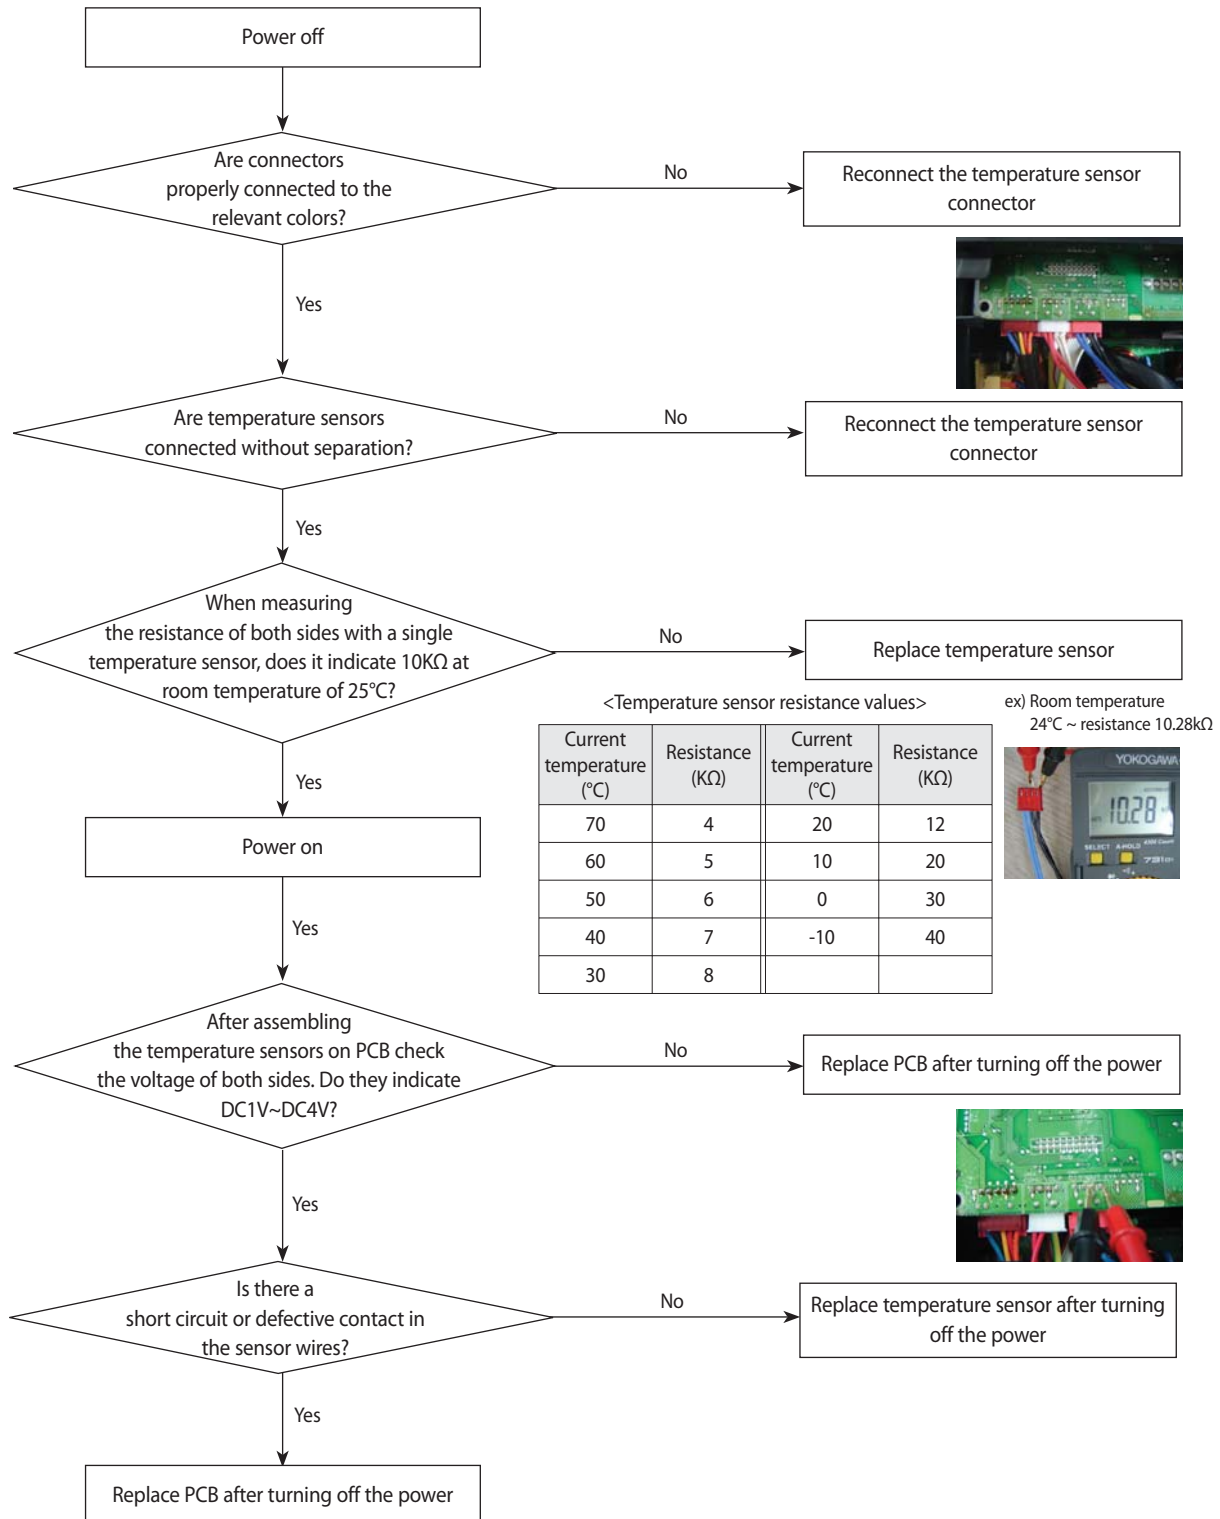 Power off
Are connectors
properly connected to the
relevant colors?
No
Reconnect the temperature sensor
connector
Yes
Are temperature sensors
connected without separation?
No
Reconnect the temperature sensor
connector
Yes
When measuring
the resistance of both sides with a single
temperature sensor, does it indicate 10KΩ at
room temperature of 25°C?
No
Replace temperature sensor
<Temperature sensor resistance values>
ex) Room temperature
24°C ~ resistance 10.28kΩ
Current temperature (°C) Resistance (KΩ) Current temperature (°C) Resistance (KΩ)
70 4 20 12
60 5 10 20
50 6 0 30
40 7 -10 40
30 8
YOKOGAWA
10.28
SELECT A-HOLD
Yes
Power on
Yes
After assembling
the temperature sensors on PCB check
the voltage of both sides. Do they indicate
DC1V~DC4V?
No
Replace PCB after turning off the power
Yes
Is there a
short circuit or defective contact in
the sensor wires?
No
Replace temperature sensor after turning
off the power
Yes
Replace PCB after turning off the power